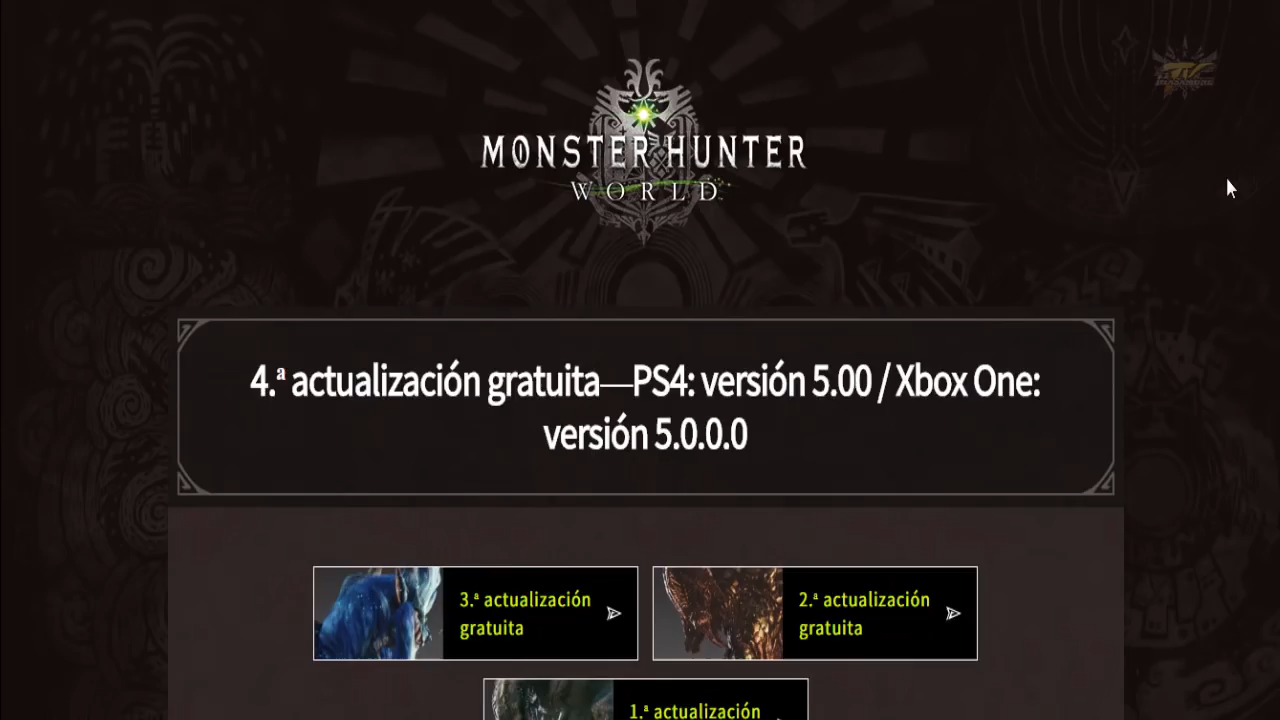 MONSTER HUNTER
WORLD
4.ª actualización gratuita—PS4: versión 5.00 / Xbox One:
versión 5.0.0.0
3.ª actualización
gratuita
2.ª actualización
gratuita
1.ª actualización